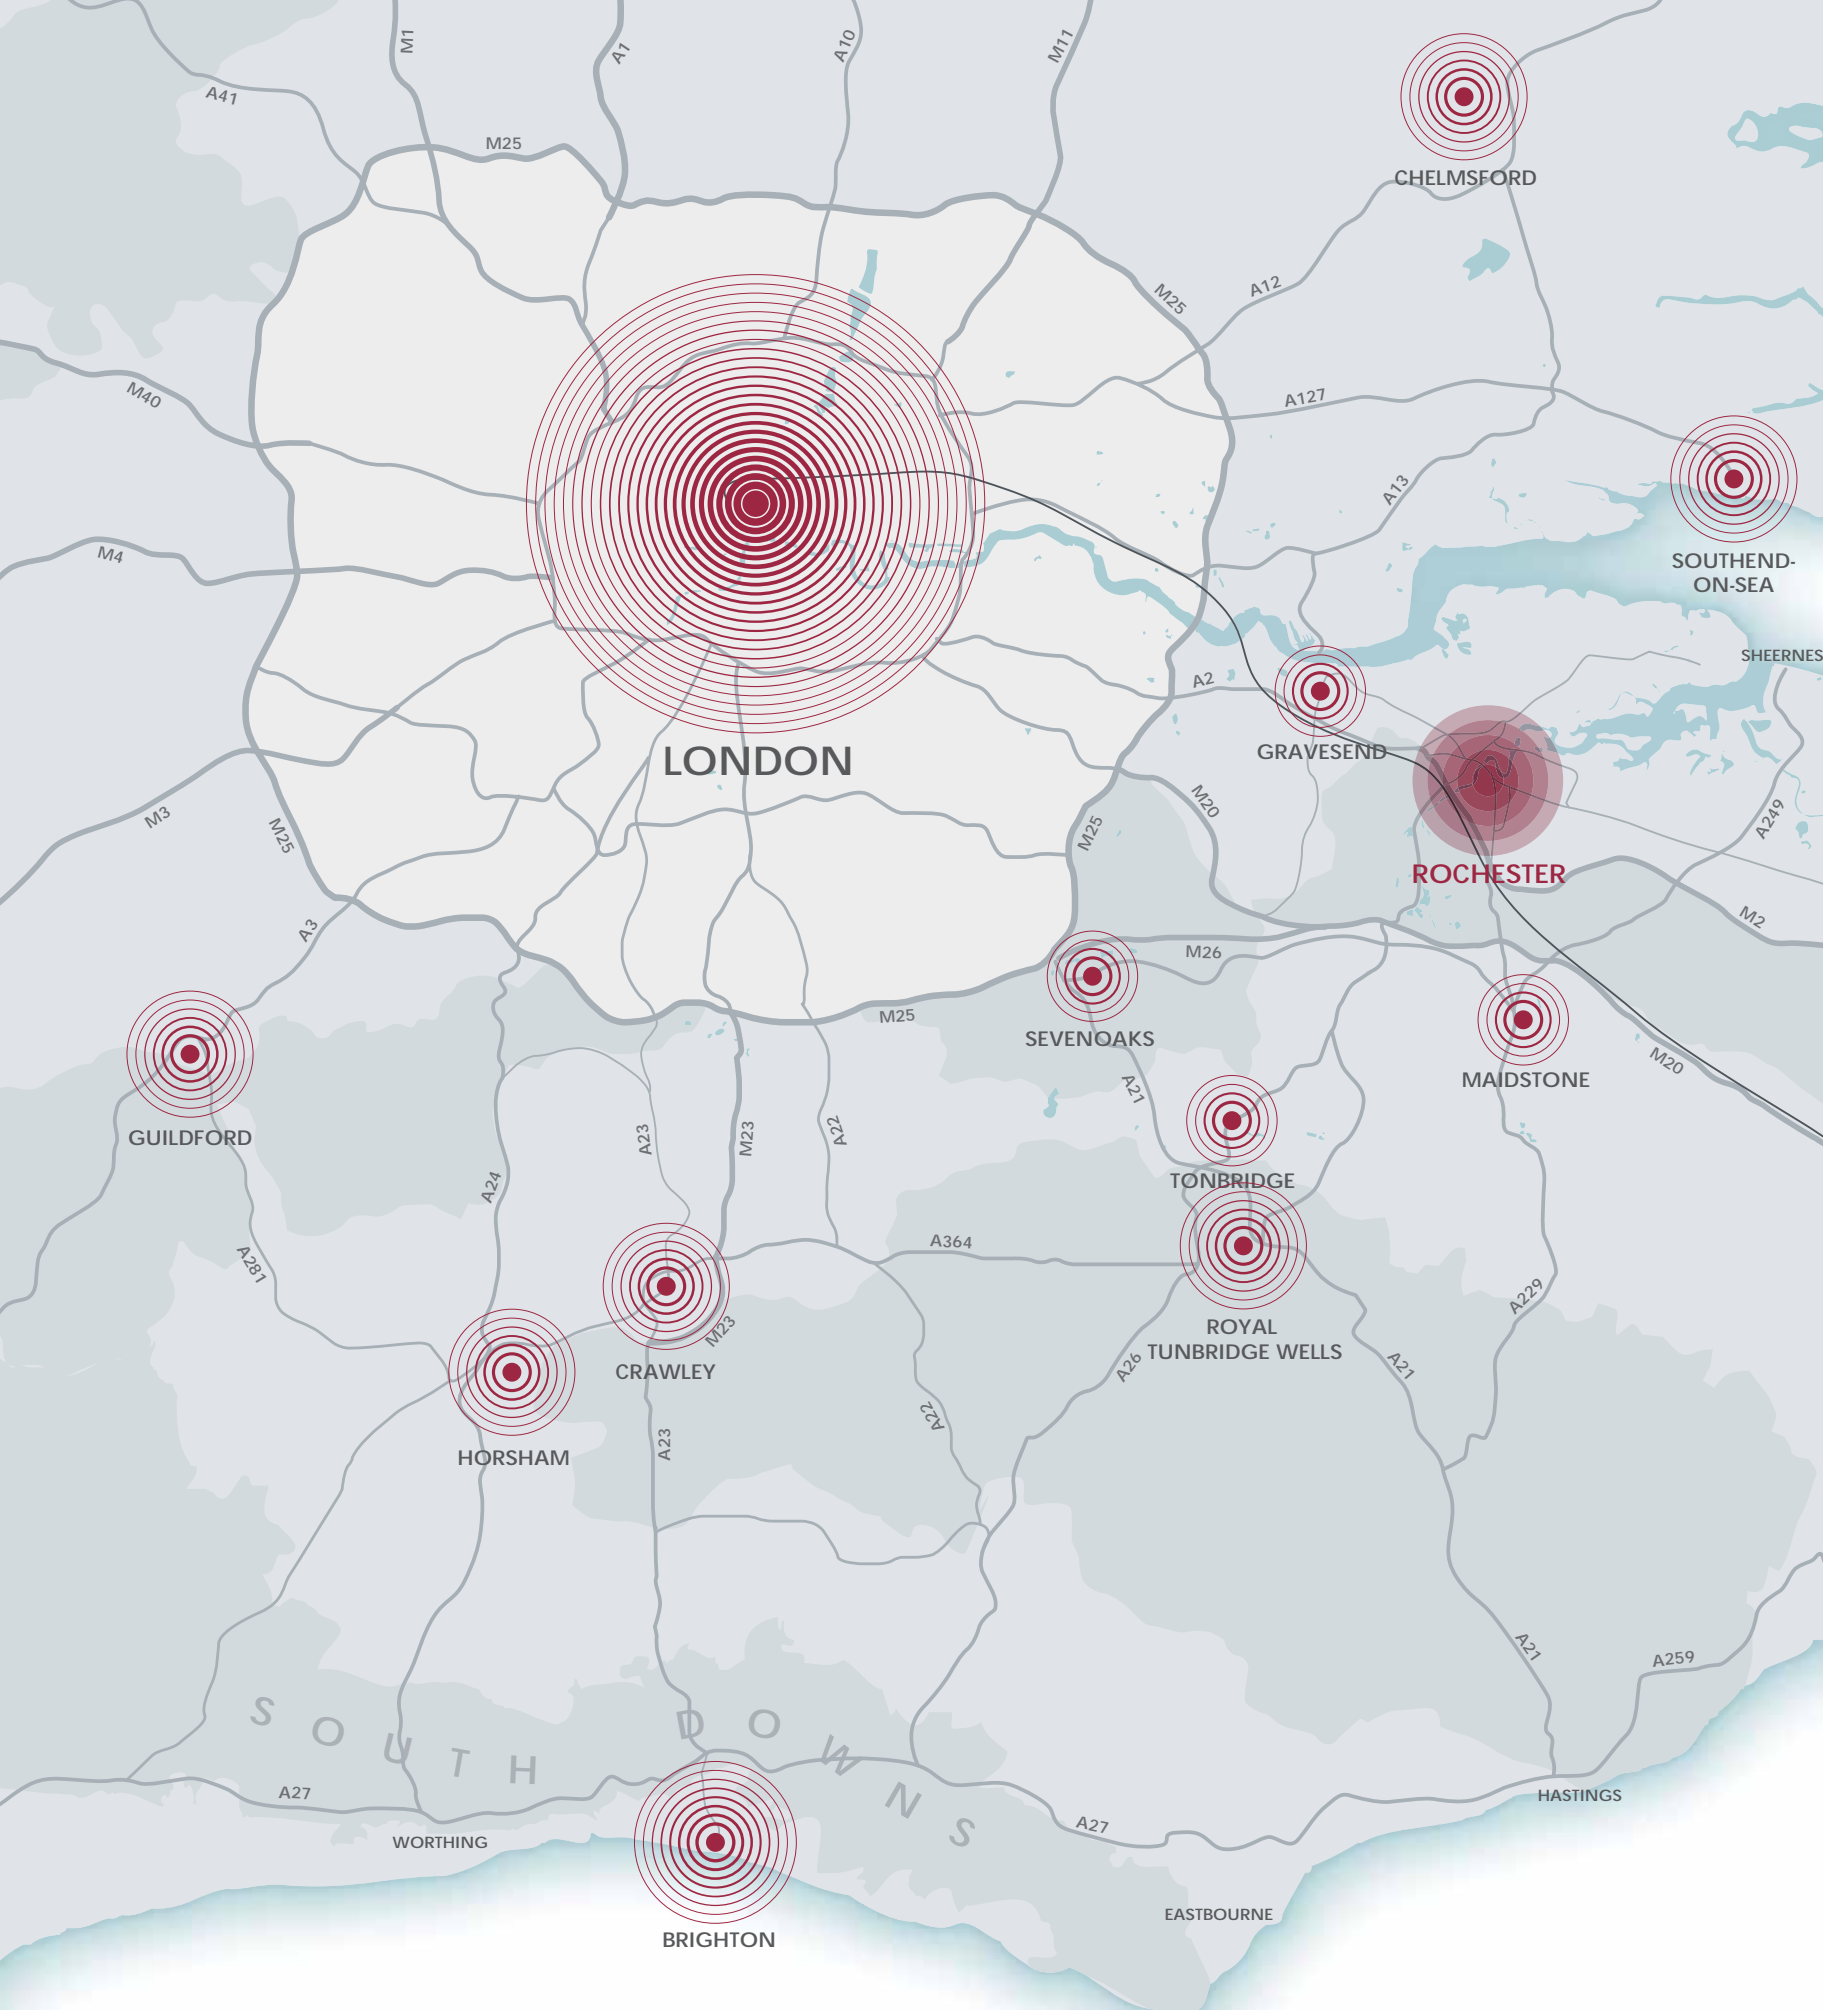 M1
A1
A10
M11
A41
M25
CHELMSFORD
M25
A12
M40
A127
A13
M4
SOUTHEND-
ON-SEA
SHEERNES
A2
GRAVESEND
LONDON
M20
M3
M25
M25
A249
ROCHESTER
A3
M2
M26
M25
SEVENOAKS
M20
MAIDSTONE
A21
GUILDFORD
A23
M23
A22
A24
TONBRIDGE
A364
A281
A229
M23
ROYAL
TUNBRIDGE WELLS
A26
A21
CRAWLEY
A22
A23
HORSHAM
A21
A259
SOUTH DOWNS
A27
HASTINGS
A27
WORTHING
EASTBOURNE
BRIGHTON